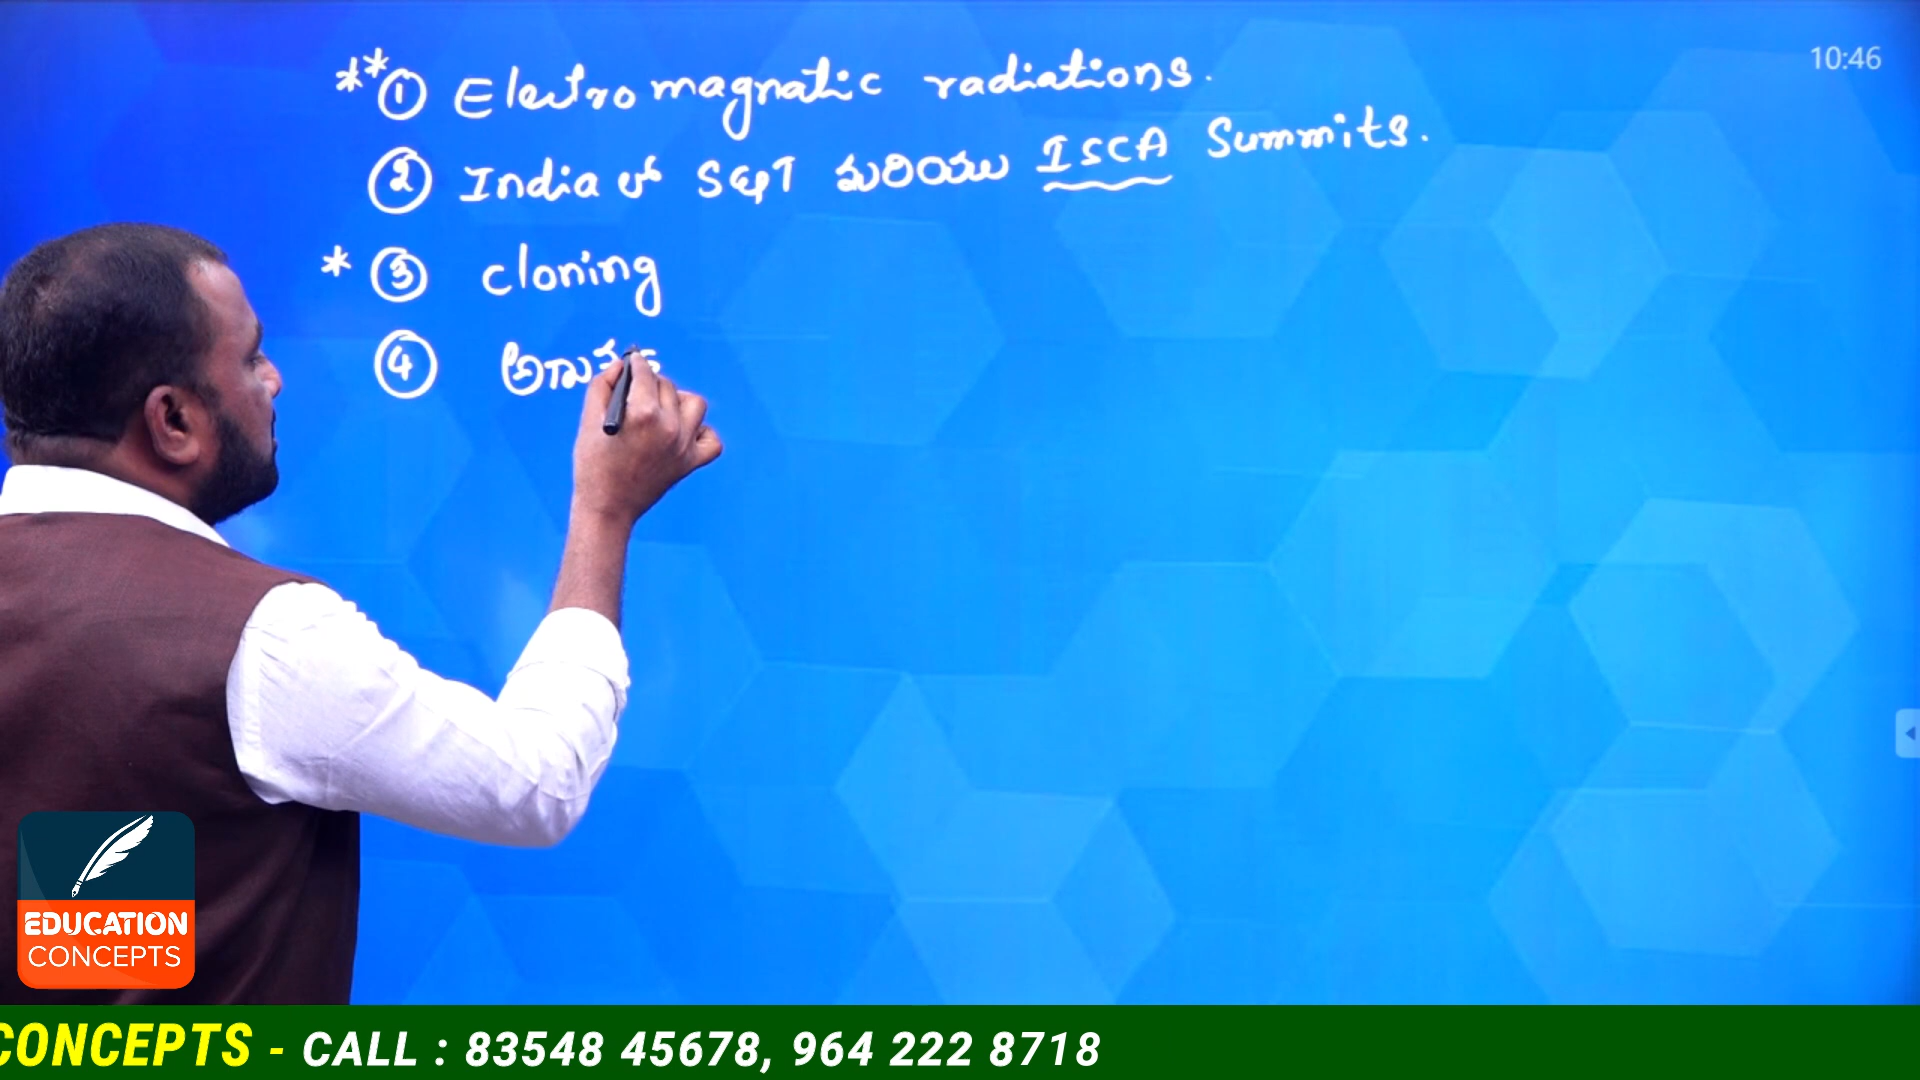 10:46
** ① Electromagnetic radiations.
② India లో S&T మరియు ISCA Summits.
* ③ cloning
④
EDUCATION
CONCEPTS
CONCEPTS - CALL : 83548 45678, 964 222 8718